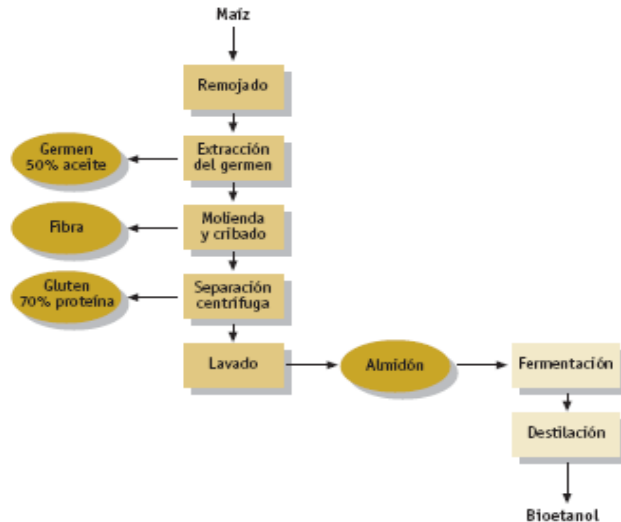 Maíz
Remojado
Germen
50% aceite
Extracción
del germen
Fibra
Molienda
y cribado
Gluten
70% proteína
Separación
centrífuga
Lavado
Almidón
Fermentación
Destilación
Bioetanol